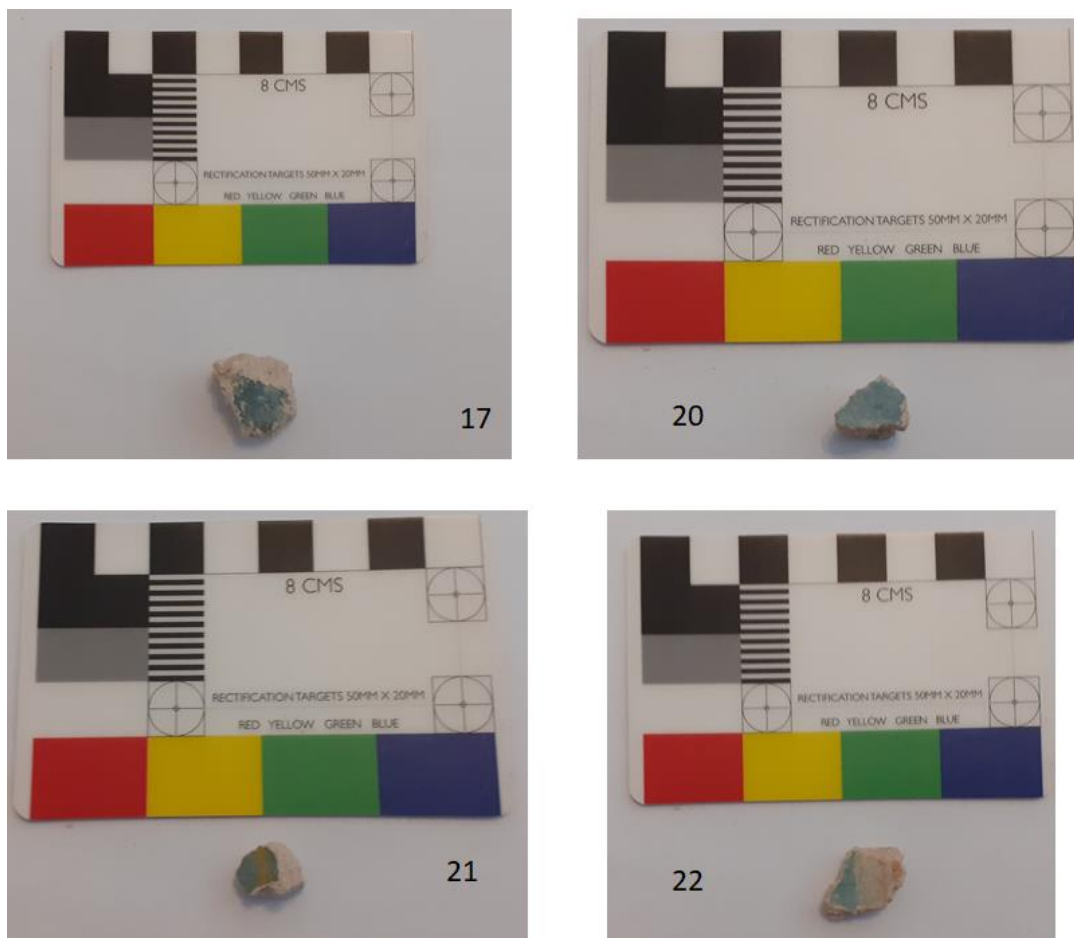 8 CMS
RECTIFICATION TARGETS 50MM X 20MM
RED YELLOW GREEN BLUE
17
8 CMS
RECTIFICATION TARGETS 50MM X 20MM
RED YELLOW GREEN BLUE
20
8 CMS
RECTIFICATION TARGETS 50MM X 20MM
RED YELLOW GREEN BLUE
21
8 CMS
RECTIFICATION TARGETS 50MM X 20MM
RED YELLOW GREEN BLUE
22